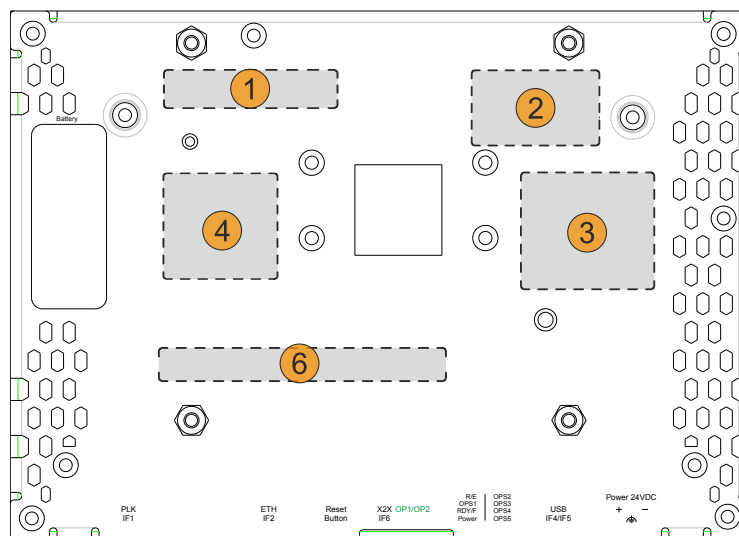 1
2
Battery
4
3
6
PLK
IF1
ETH
IF2
Reset
Button
X2X OP1/OP2
IF6
R/E OPS2
OPS1 OPS3
RDY/F OPS4
Power OPS5
USB
IF4/IF5
Power 24VDC
+ −